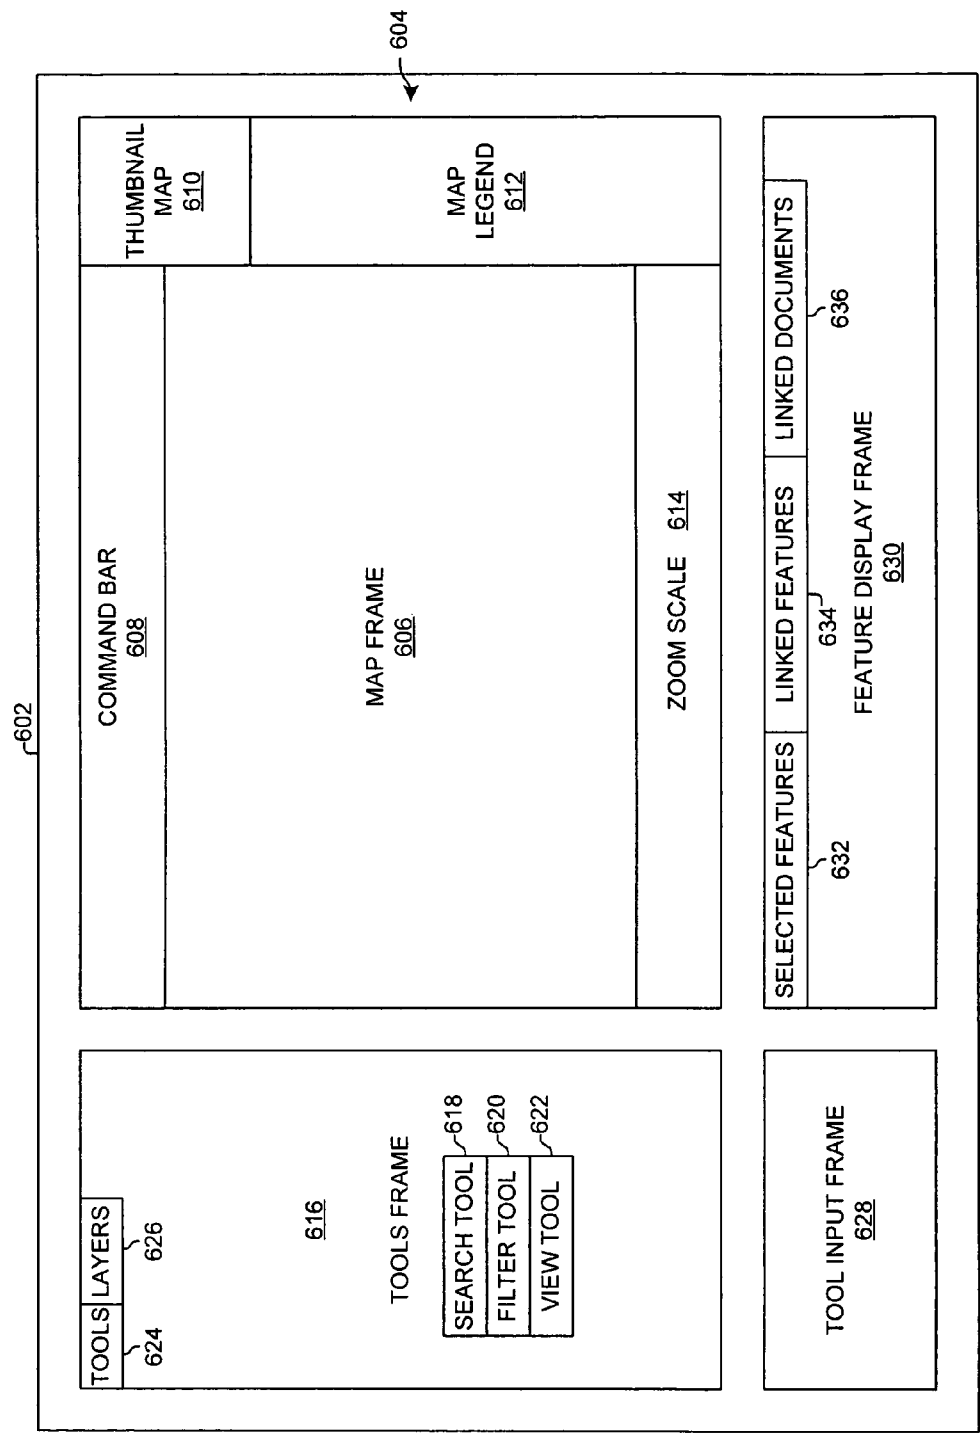 602
604
TOOLS
LAYERS
624
626
616
TOOLS FRAME
SEARCH TOOL
618
FILTER TOOL
620
VIEW TOOL
622
COMMAND BAR
608
THUMBNAIL
MAP
610
MAP FRAME
606
MAP
LEGEND
612
ZOOM SCALE 614
TOOL INPUT FRAME
628
SELECTED FEATURES
LINKED FEATURES
LINKED DOCUMENTS
632
634
636
FEATURE DISPLAY FRAME
630